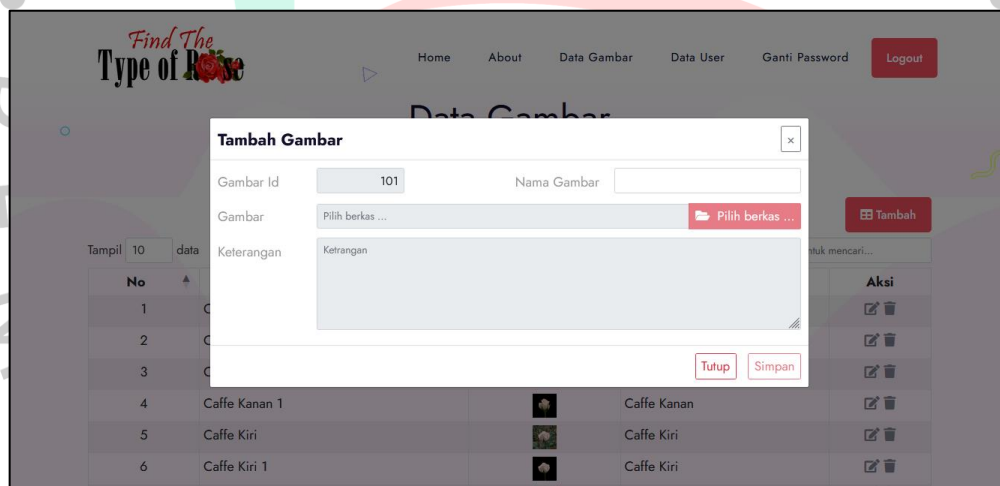 Find The
Type of Rose
Home About Data Gambar Data User Ganti Password Logout
Data Gambar
Tambah Gambar ×
Gambar Id 101 Nama Gambar
Gambar Pilih berkas ... Pilih berkas ...
Tambah
Tampil 10 data
Keterangan Ketrangan
mencari...
No Aksi
1
2
3
Tutup Simpan
4 Caffe Kanan 1 Caffe Kanan
5 Caffe Kiri Caffe Kiri
6 Caffe Kiri 1 Caffe Kiri